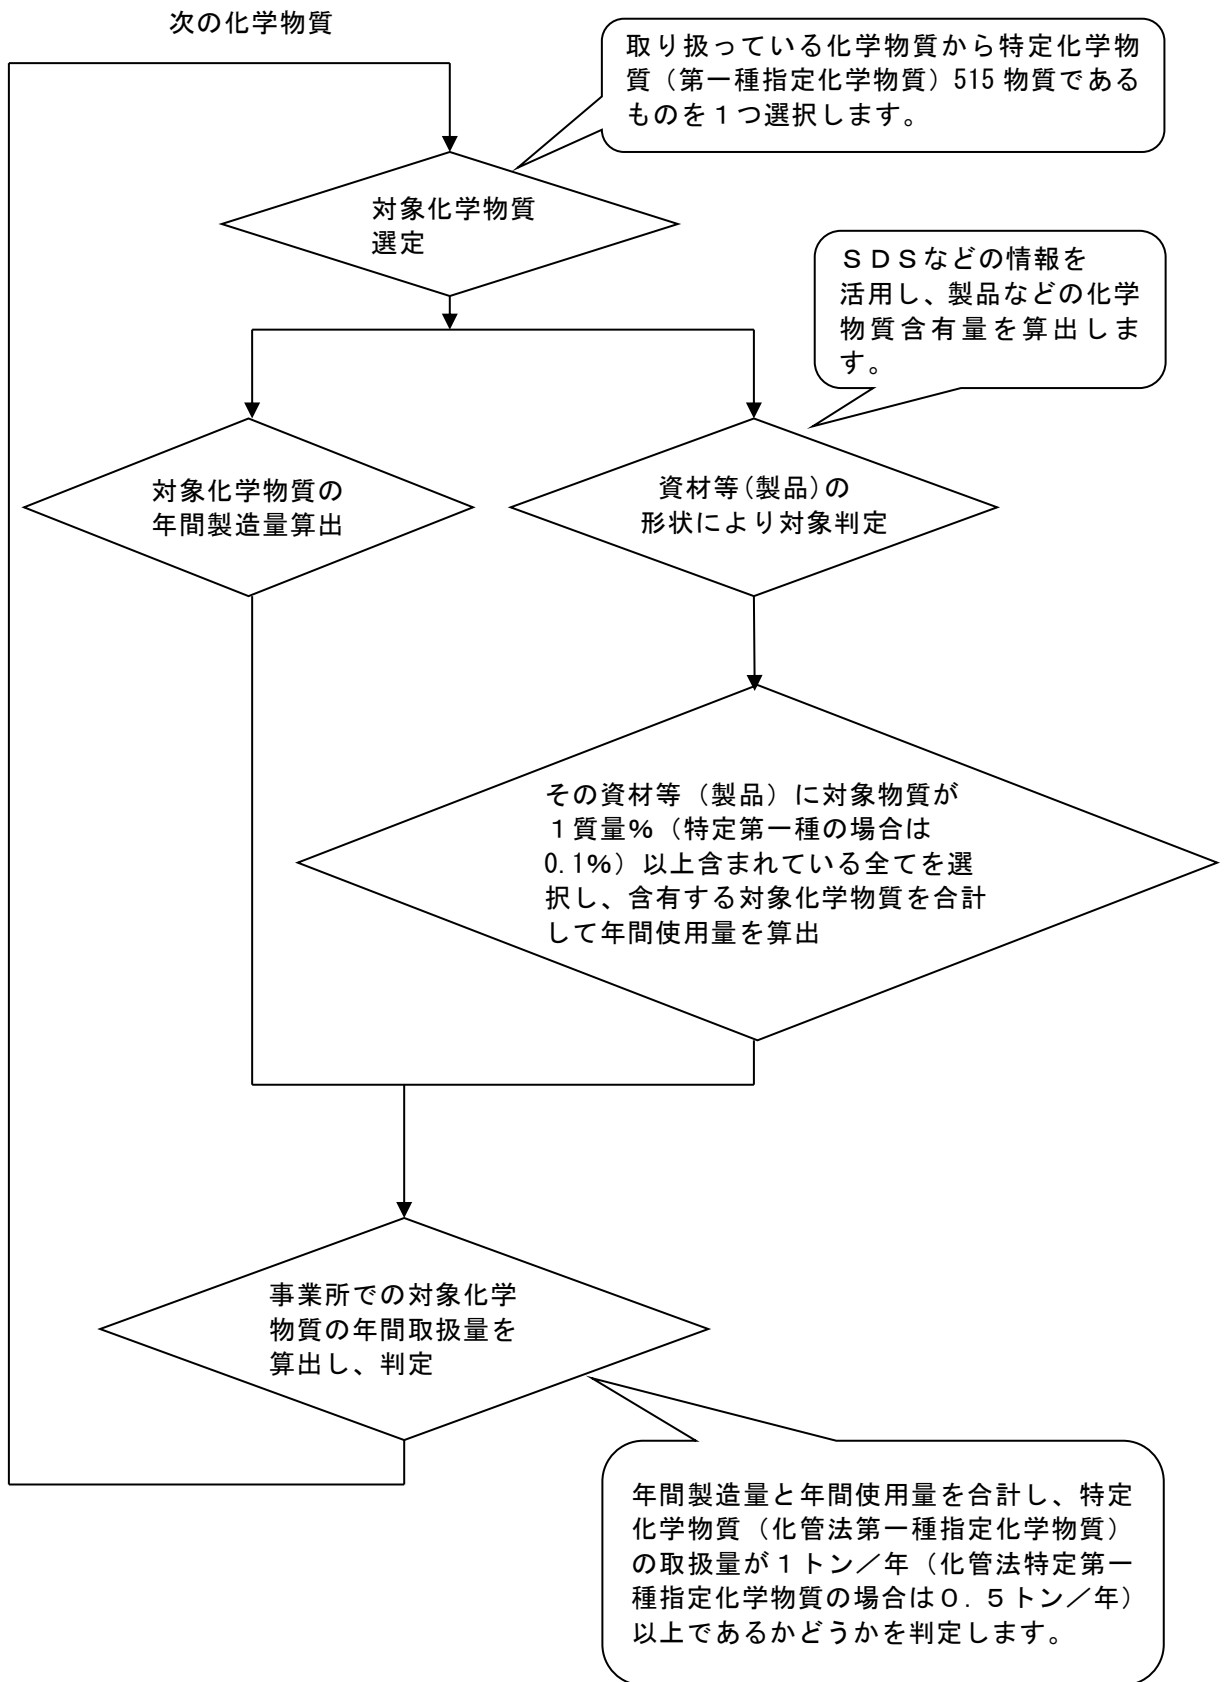 次の化学物質
取り扱っている化学物質から特定化学物
質（第一種指定化学物質）515 物質である
ものを１つ選択します。
対象化学物質
選定
ＳＤＳなどの情報を
活用し、製品などの化学
物質含有量を算出しま
す。
対象化学物質の
年間製造量算出
資材等(製品)の
形状により対象判定
その資材等（製品）に対象物質が
１質量%（特定第一種の場合は
0.1%）以上含まれている全てを選
択し、含有する対象化学物質を合計
して年間使用量を算出
事業所での対象化学
物質の年間取扱量を
算出し、判定
年間製造量と年間使用量を合計し、特定
化学物質（化管法第一種指定化学物質）
の取扱量が１トン／年（化管法特定第一
種指定化学物質の場合は０．５トン／年）
以上であるかどうかを判定します。